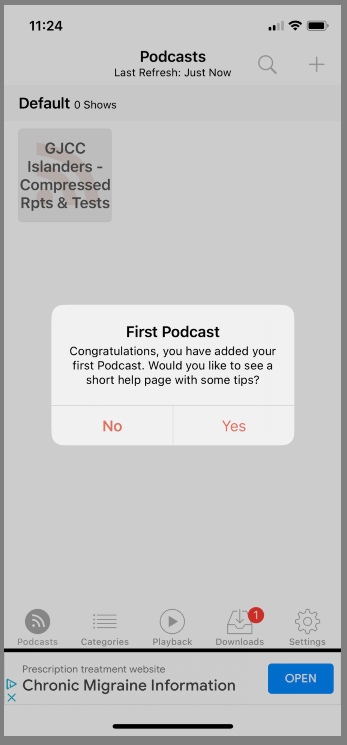 11:24
Podcasts
Last Refresh: Just Now
Default 0 Shows
GJCC
Islanders -
Compressed
Rpts & Tests
First Podcast
Congratulations, you have added your
first Podcast. Would you like to see a
short help page with some tips?
No Yes
1
Podcasts Categories Playback Downloads Settings
Prescription treatment website
Chronic Migraine Information
OPEN